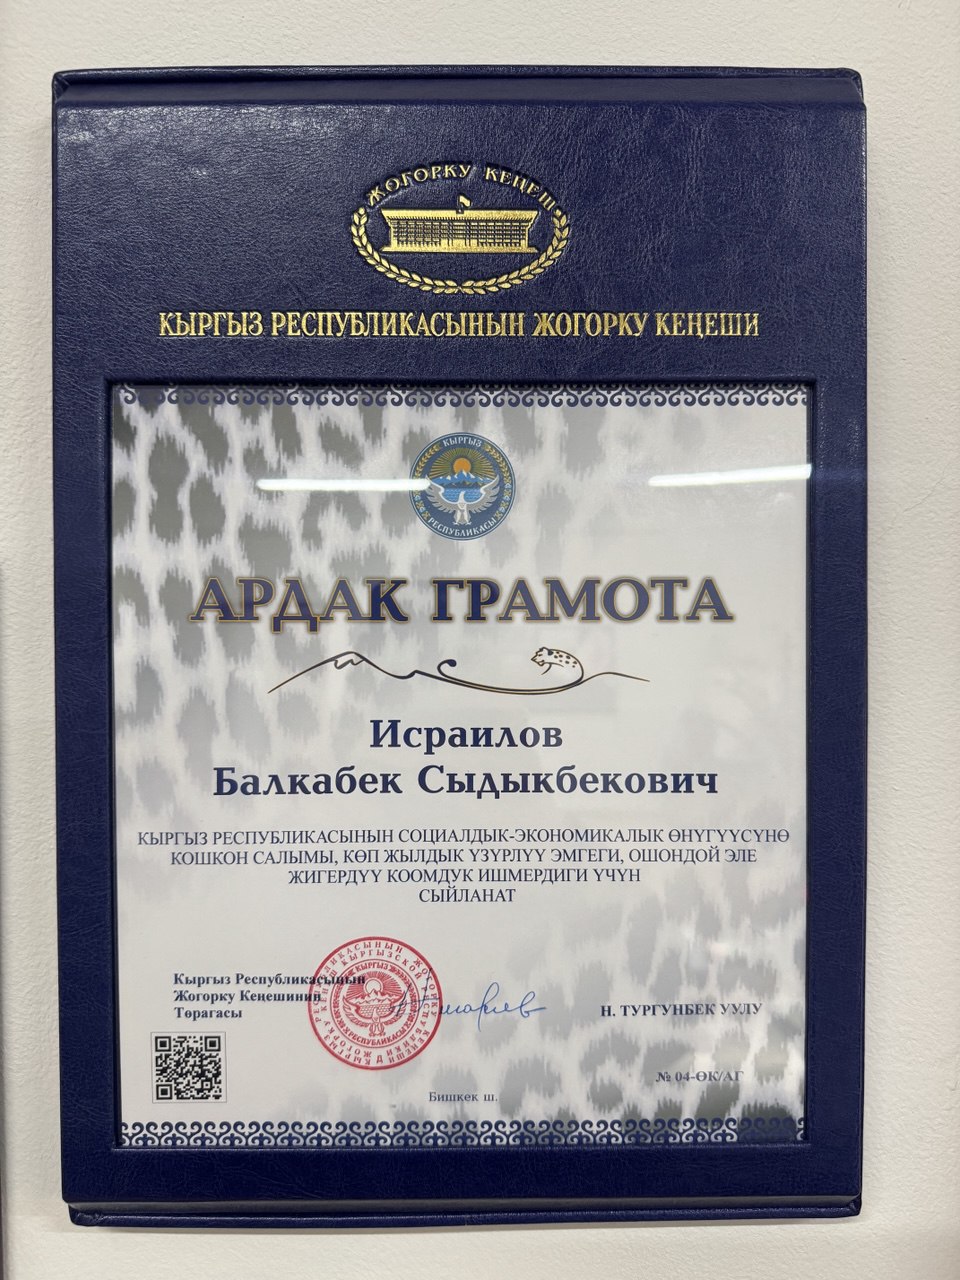 ЖОГОРКУ КЕҢЕШ
КЫРГЫЗ РЕСПУБЛИКАСЫНЫН ЖОГОРКУ КЕҢЕШИ
КЫРГЫЗ
РЕСПУБЛИКАСЫ
АРДАК ГРАМОТА
Исраилов
Балкабек Сыдыкбекович
КЫРГЫЗ РЕСПУБЛИКАСЫНЫН СОЦИАЛДЫК-ЭКОНОМИКАЛЫК ӨНҮГҮҮСҮНӨ
КОШКОН САЛЫМЫ, КӨП ЖЫЛДЫК ҮЗҮРЛҮҮ ЭМГЕГИ, ОШОНДОЙ ЭЛЕ
ЖИГЕРДҮҮ КООМДУК ИШМЕРДИГИ ҮЧҮН
СЫЙЛАНАТ
Кыргыз Республикасынын
Жогорку Кеңешинин
Төрагасы
КЫРГЫЗ
РЕСПУБЛИКАСЫ
Н. ТУРГУНБЕК УУЛУ
№ 04-ӨК/АГ
Бишкек ш.